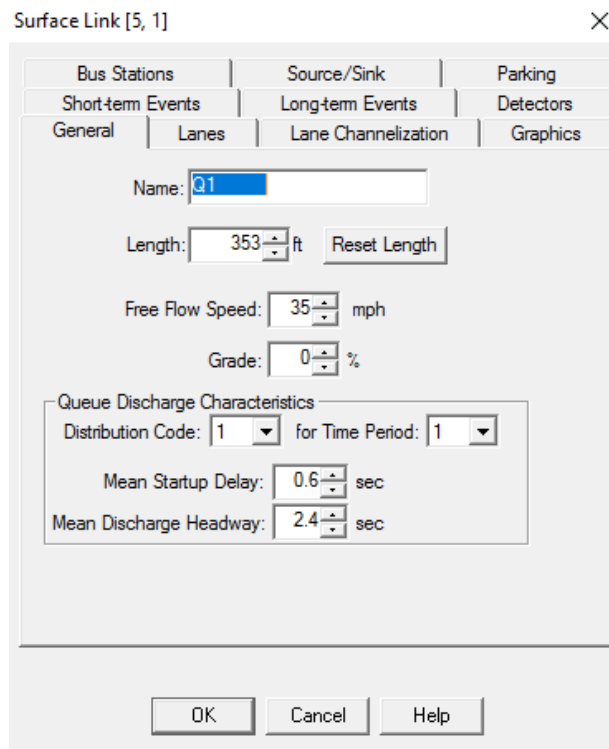 Surface Link [5, 1]
Bus Stations Source/Sink Parking
Short-term Events Long-term Events Detectors
General Lanes Lane Channelization Graphics
Name: Q1
Length: 353 ft Reset Length
Free Flow Speed: 35 mph
Grade: 0 %
Queue Discharge Characteristics
Distribution Code: 1 for Time Period: 1
Mean Startup Delay: 0.6 sec
Mean Discharge Headway: 2.4 sec
OK Cancel Help